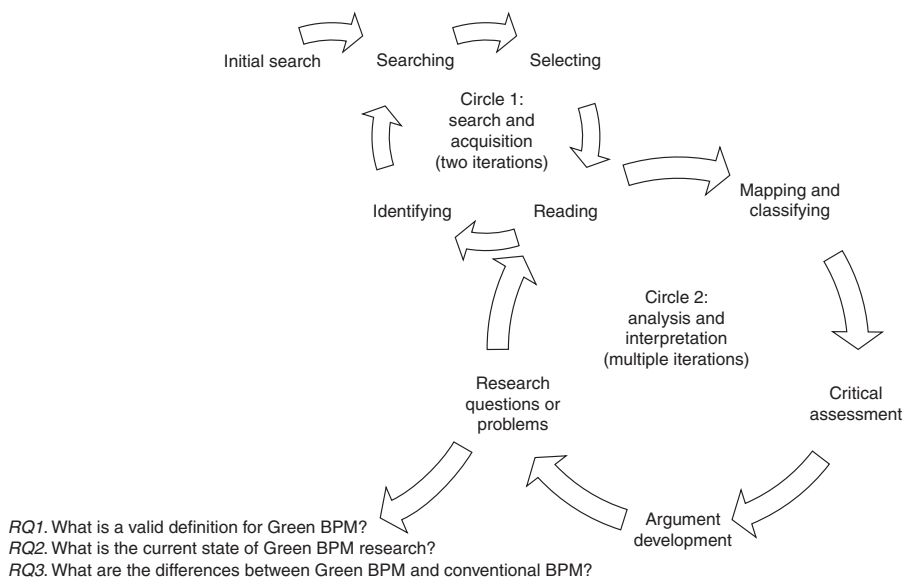 Initial search
Searching
Selecting
Circle 1:
search and
acquisition
(two iterations)
Mapping and
classifying
Identifying
Reading
Circle 2:
analysis and
interpretation
(multiple iterations)
Research
questions or
problems
Critical
assessment
Argument
development
RQ1. What is a valid definition for Green BPM?
RQ2. What is the current state of Green BPM research?
RQ3. What are the differences between Green BPM and conventional BPM?